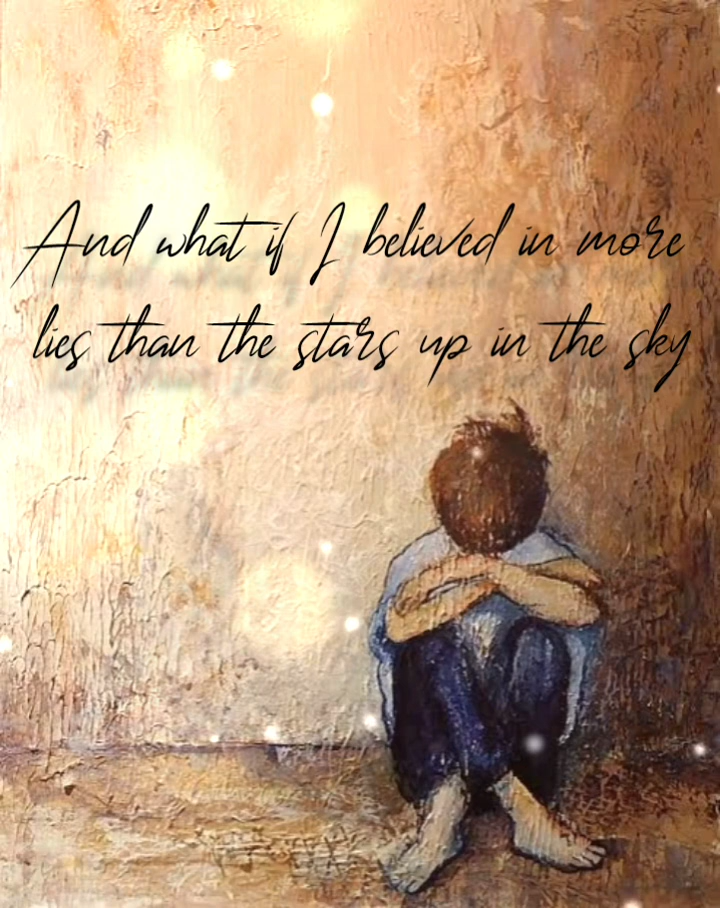 And what if I believed in more
lies than the stars up in the sky